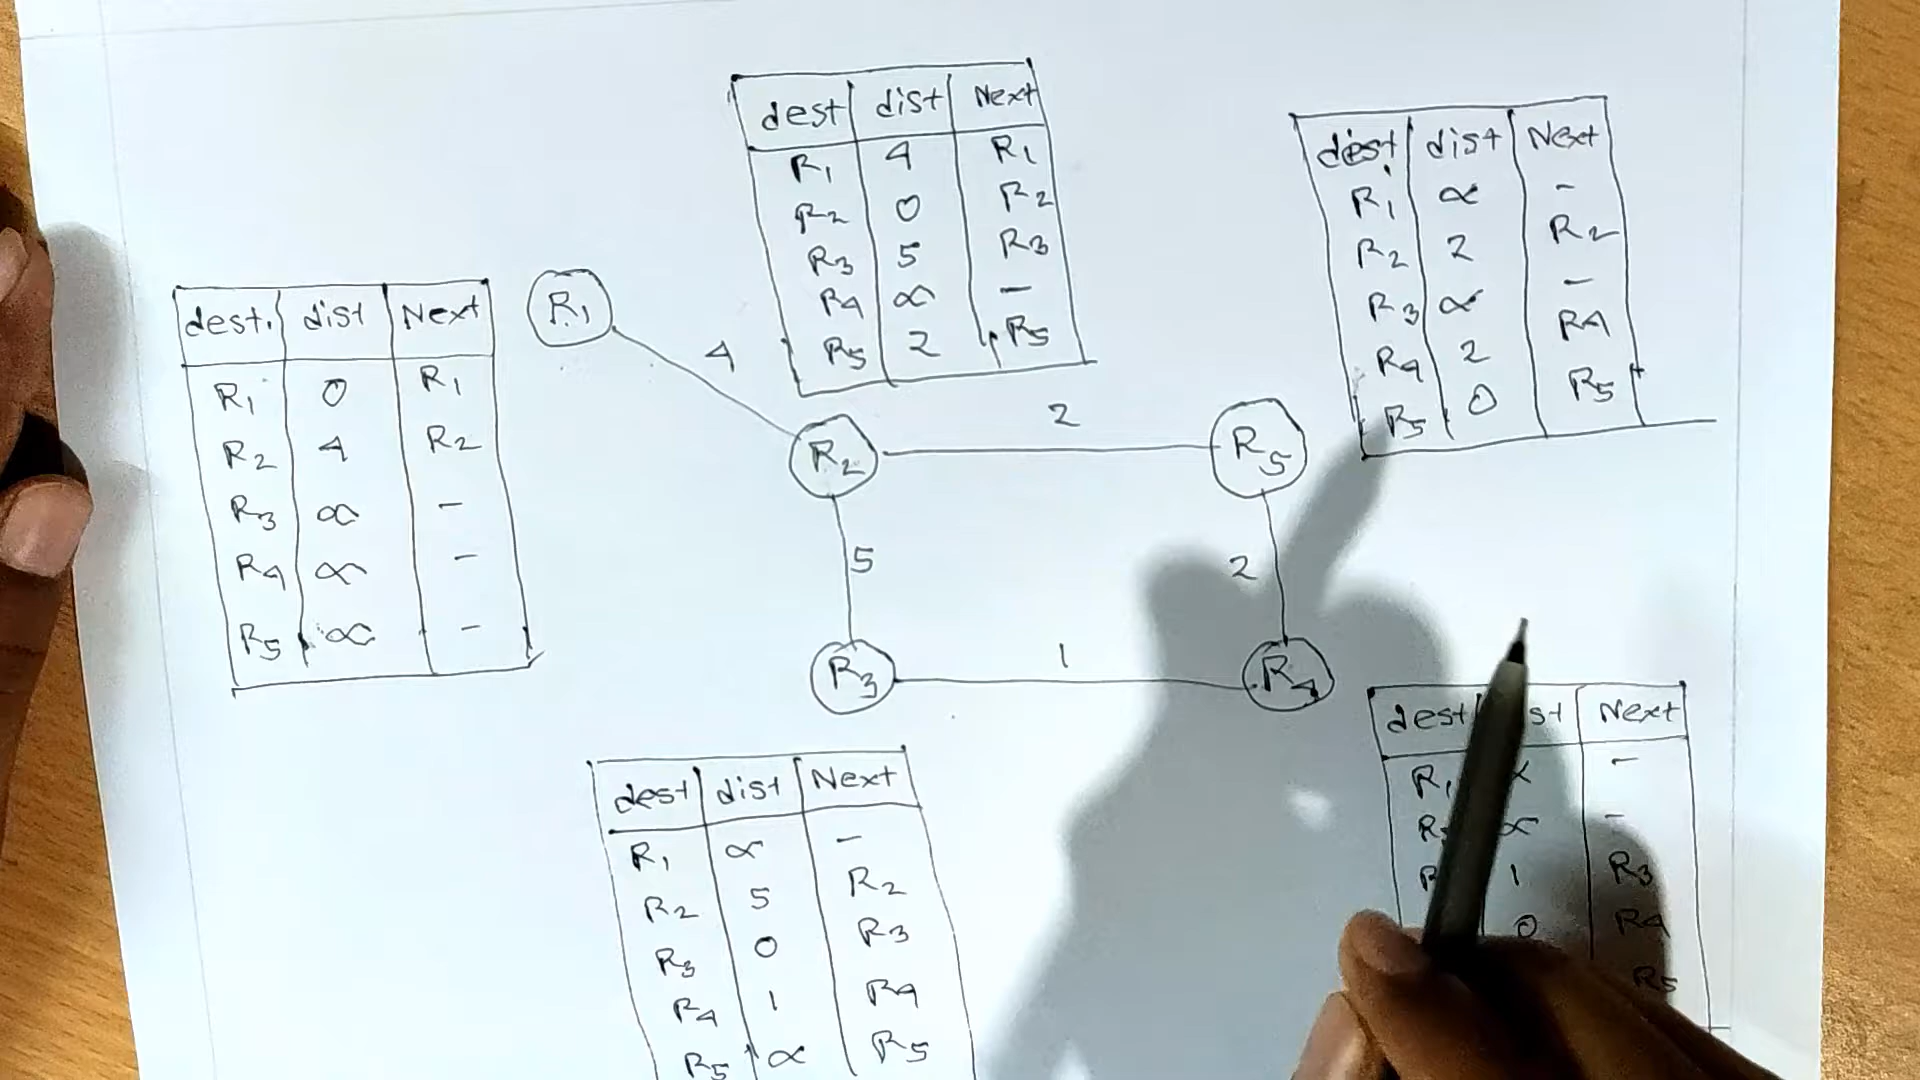 dest dist Next
R1 4 R1
R2 0 R2
R3 5 R3
R4 ∝ -
R5 2 R5
dest dist Next
R1 ∝ -
R2 2 R2
R3 ∝ -
R4 2 R4
R5 0 R5
dest. dist Next
R1 0 R1
R2 4 R2
R3 ∝ -
R4 ∝ -
R5 ∝ -
R1
4
R2
2
R5
5
2
R3
1
R4
dest dist Next
R1 ∝ -
R2 5 R2
R3 0 R3
R4 1 R4
R5 ∝ R5
dest st Next
R1 ∝ -
∝ -
1 R3
0 R4
R5